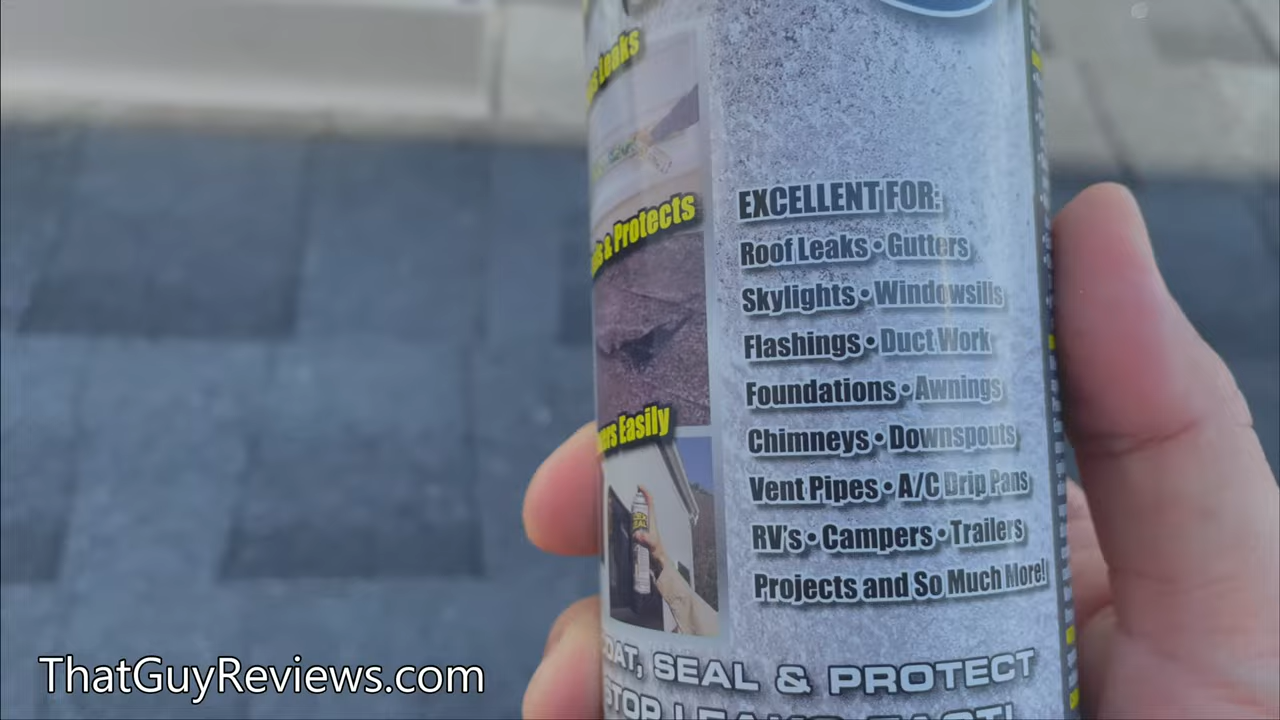 Leaks
& Protects
Easily
EXCELLENT FOR:
Roof Leaks • Gutters
Skylights • Windowsills
Flashings • Duct Work
Foundations • Awnings
Chimneys • Downspouts
Vent Pipes • A/C Drip Pans
RV's • Campers • Trailers
Projects and So Much More!
SEAL & PROTECT
ThatGuyReviews.com